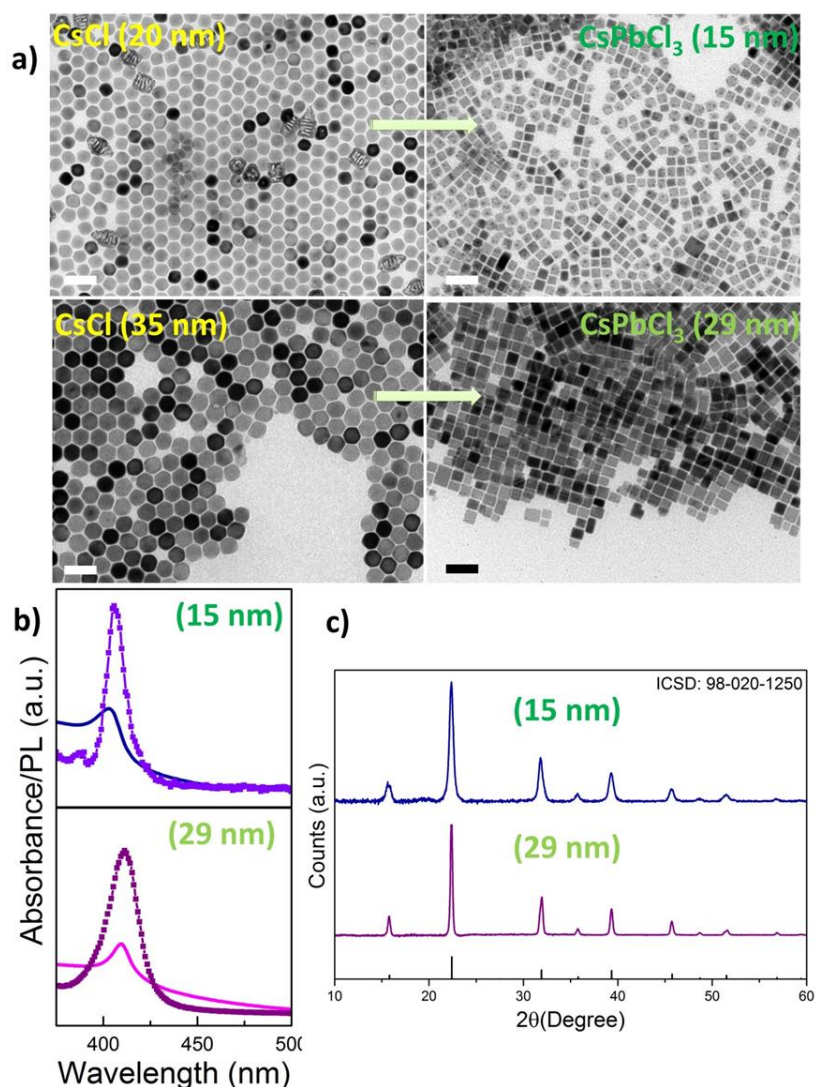 a)
CsCl (20 nm)
CsPbCl₃ (15 nm)
CsCl (35 nm)
CsPbCl₃ (29 nm)
b)
(15 nm)
(29 nm)
Absorbance/PL (a.u.)
400 450 500
Wavelength (nm)
c)
ICSD: 98-020-1250
(15 nm)
(29 nm)
Counts (a.u.)
10 20 30 40 50 60
2θ(Degree)